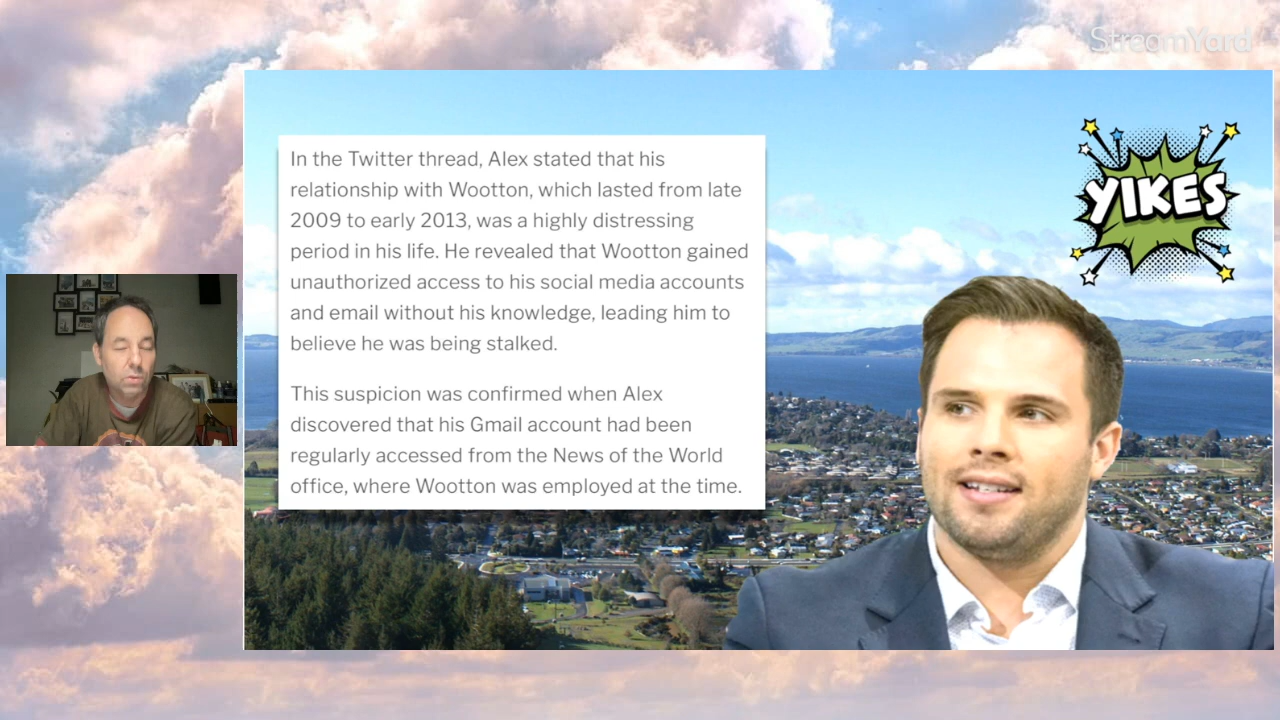 StreamYard
In the Twitter thread, Alex stated that his
relationship with Wootton, which lasted from late
2009 to early 2013, was a highly distressing
period in his life. He revealed that Wootton gained
unauthorized access to his social media accounts
and email without his knowledge, leading him to
believe he was being stalked.
This suspicion was confirmed when Alex
discovered that his Gmail account had been
regularly accessed from the News of the World
office, where Wootton was employed at the time.
YIKES